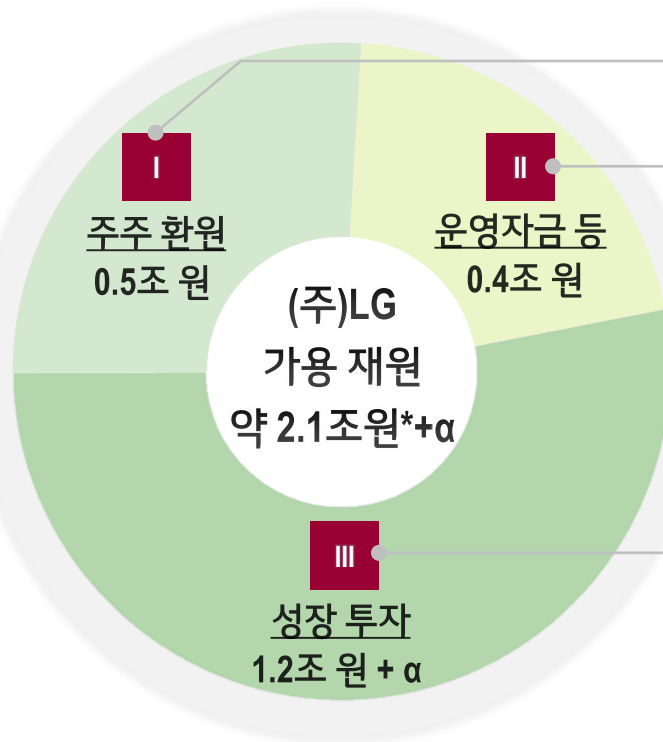 I
주주 환원
0.5조 원
II
운영자금 등
0.4조 원
(주)LG
가용 재원
약 2.1조원*+α
III
성장 투자
1.2조 원 + α